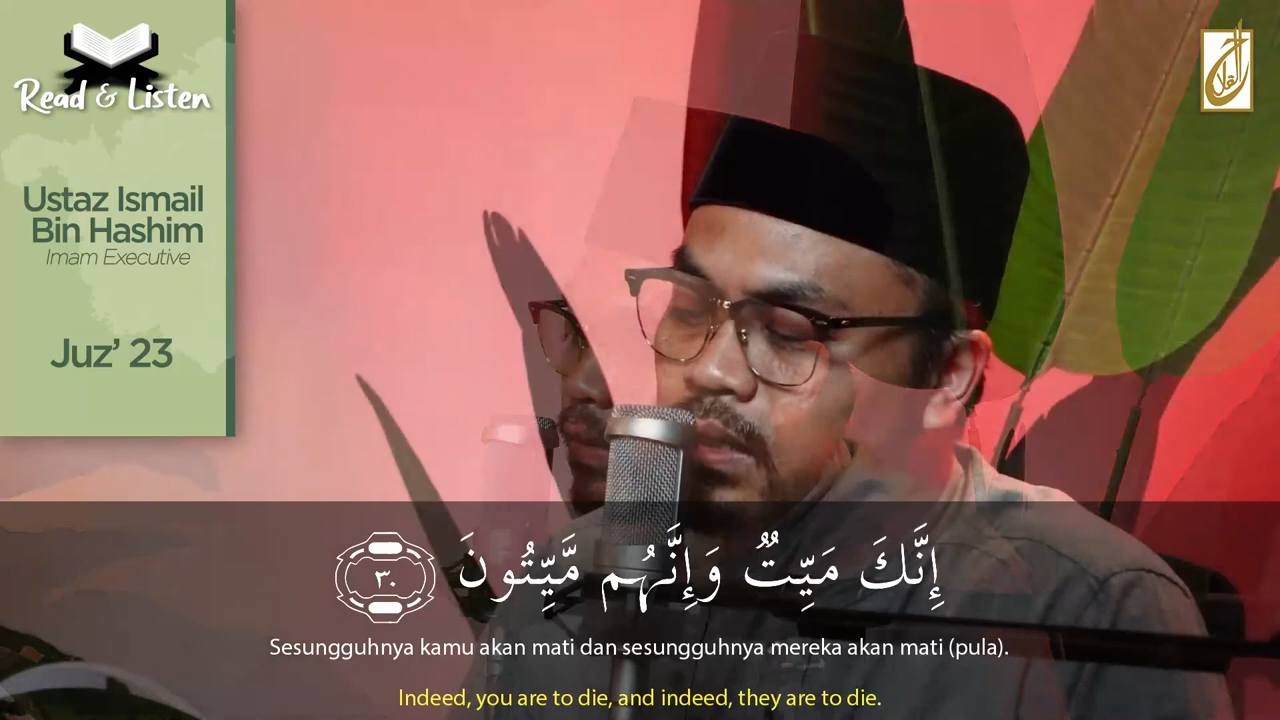 Read & Listen
Ustaz Ismail
Bin Hashim
Imam Executive
Juz’ 23
إِنَّكَ مَيِّتٌ وَإِنَّهُم مَّيِّتُونَ ٣٠
Sesungguhnya kamu akan mati dan sesungguhnya mereka akan mati (pula).
Indeed, you are to die, and indeed, they are to die.